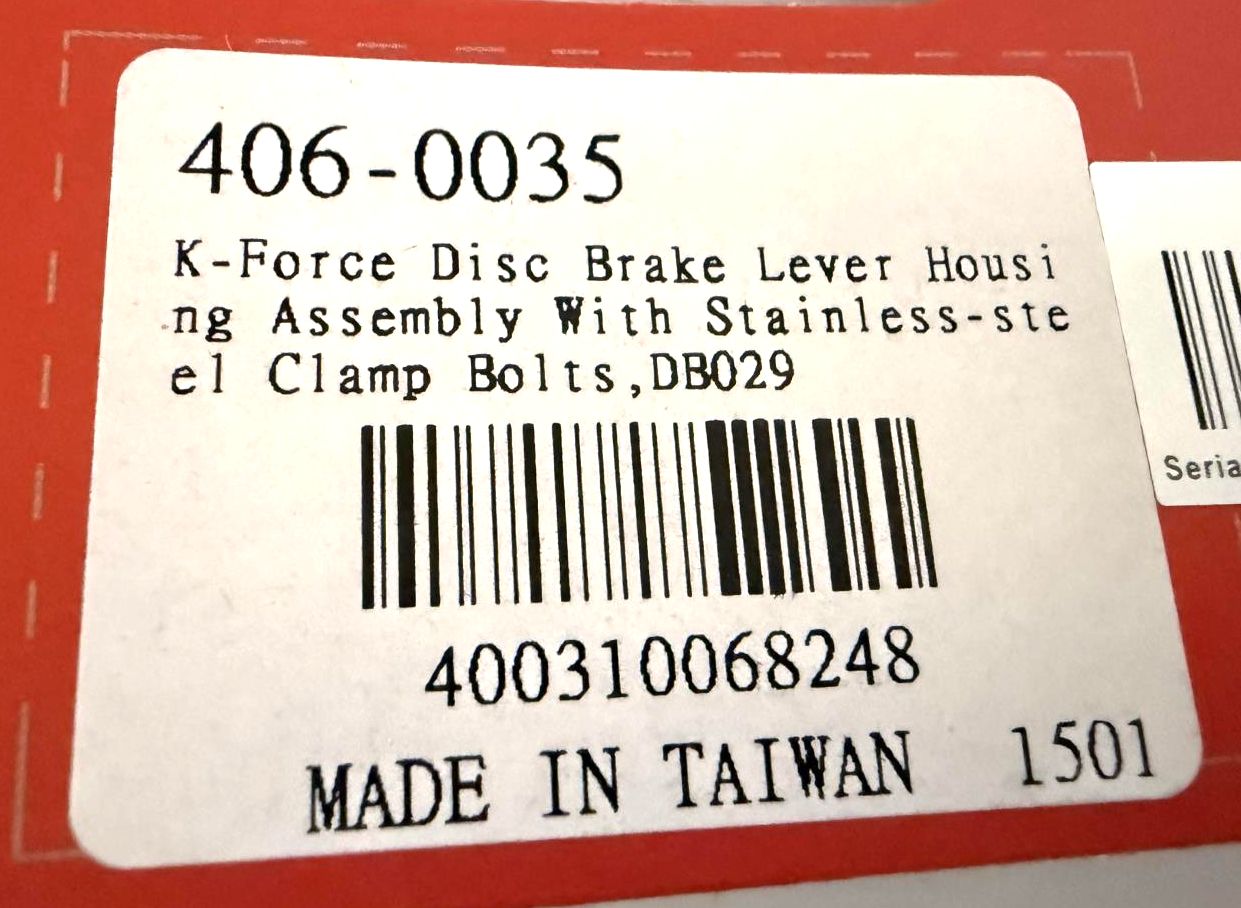 406-0035
K-Force Disc Brake Lever Housi
ng Assembly With Stainless-ste
el Clamp Bolts,DB029
400310068248
MADE IN TAIWAN 1501